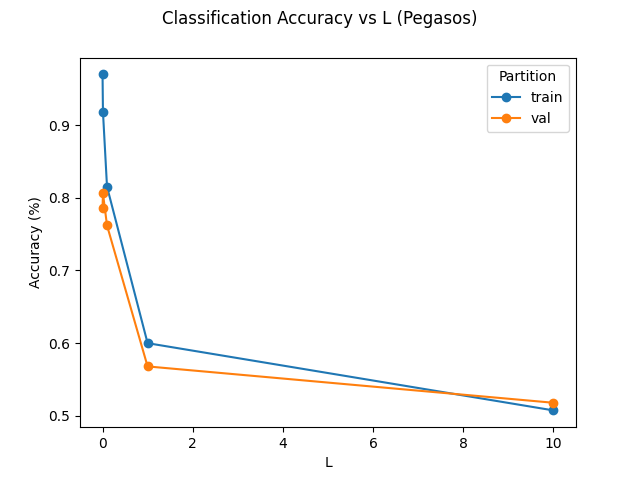 Classification Accuracy vs L (Pegasos)
Partition
train
val
Accuracy (%)
0.9
0.8
0.7
0.6
0.5
0 2 4 6 8 10
L